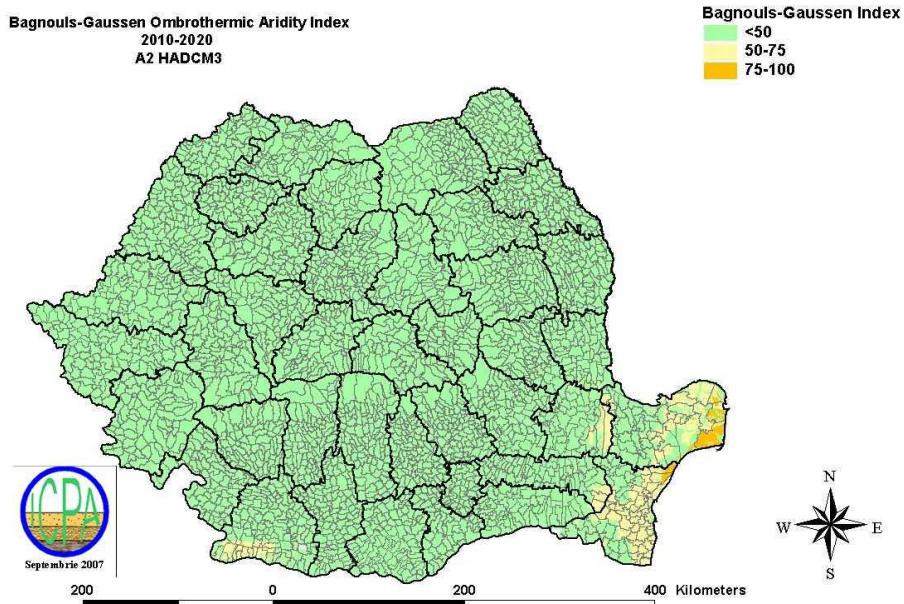 Bagnouls-Gaussen Ombrothermic Aridity Index
2010-2020
A2 HADCM3
Bagnouls-Gaussen Index
<50
50-75
75-100
ICPA
Septembrie 2007
N
W
E
S
200 0 200 400 Kilometers